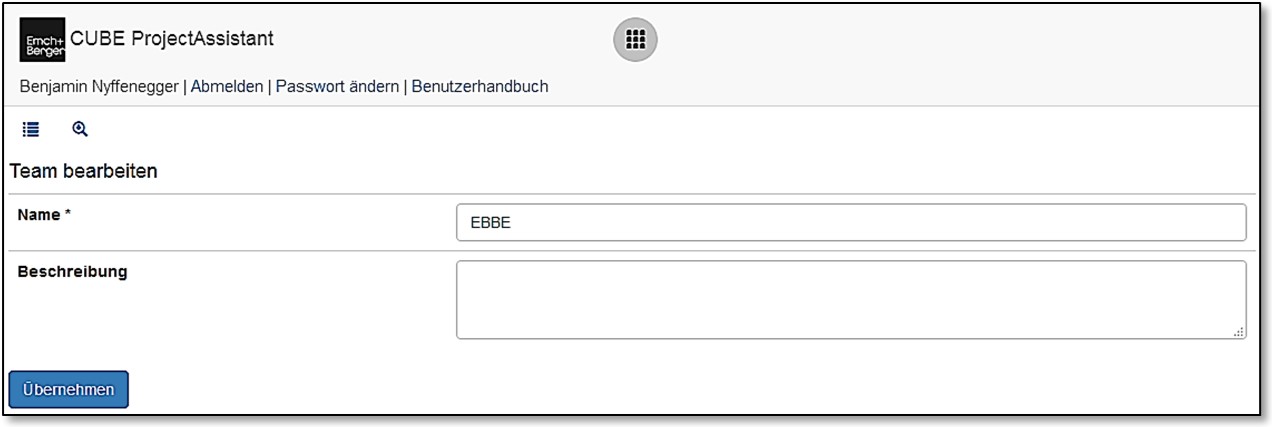 Emch+
Berger
CUBE ProjectAssistant
Benjamin Nyffenegger | Abmelden | Passwort ändern | Benutzerhandbuch
Team bearbeiten
Name *
EBBE
Beschreibung
Übernehmen